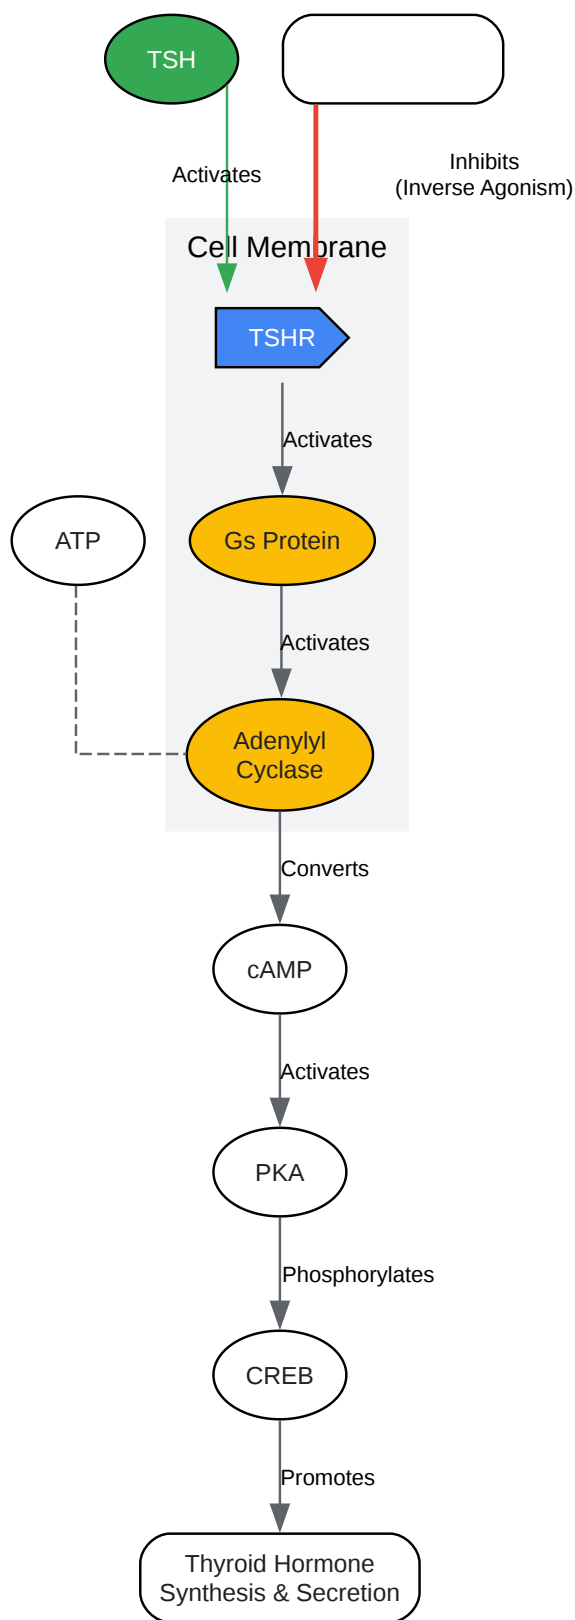 TSH
Activates
Inhibits
(Inverse Agonism)
Cell Membrane
TSHR
Activates
ATP
Gs Protein
Activates
Adenylyl
Cyclase
Converts
cAMP
Activates
PKA
Phosphorylates
CREB
Promotes
Thyroid Hormone
Synthesis & Secretion